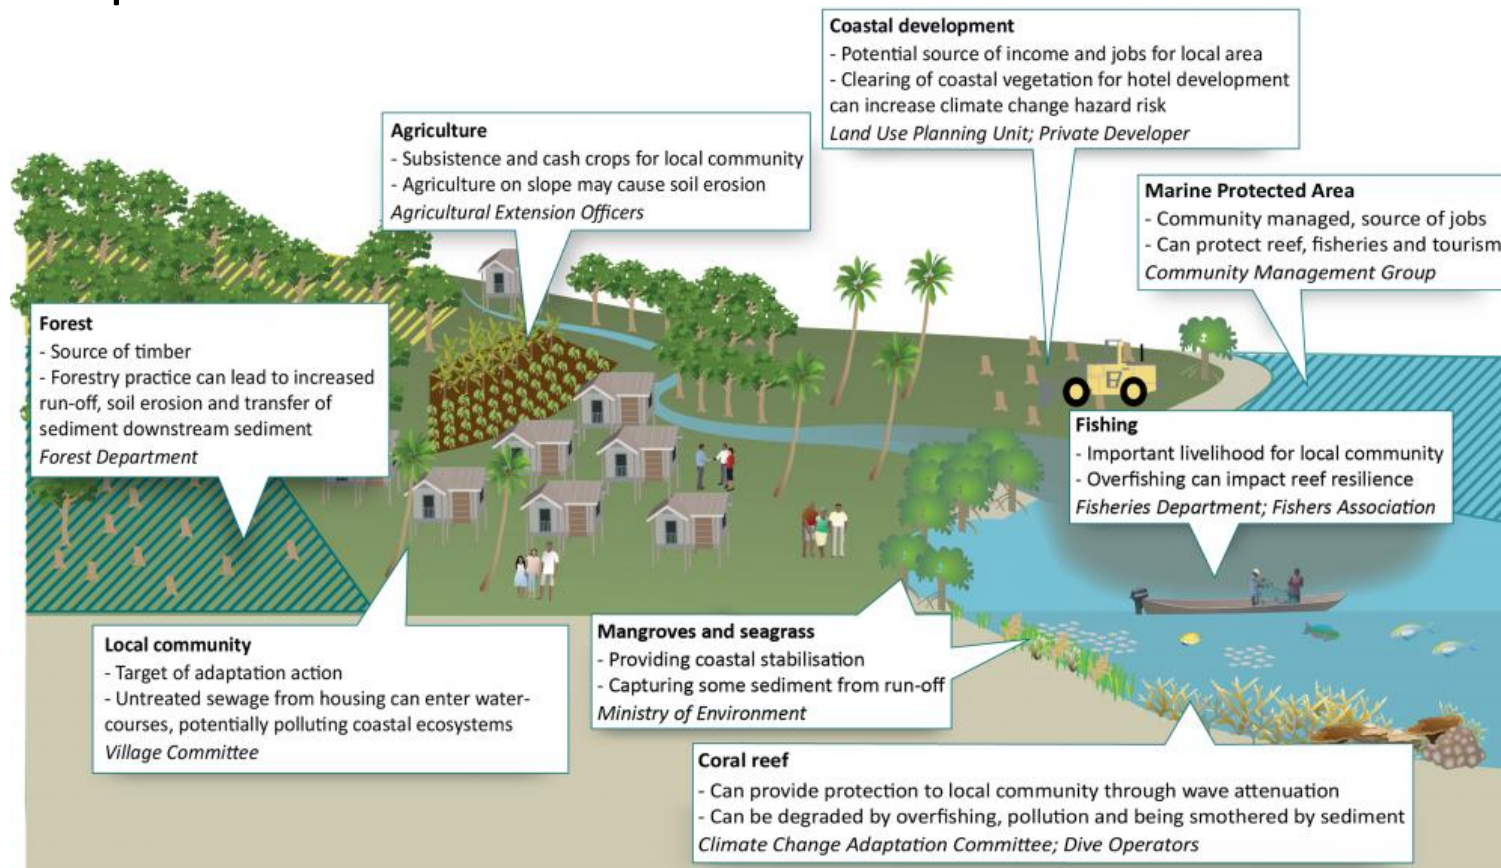 Coastal development
- Potential source of income and jobs for local area
- Clearing of coastal vegetation for hotel development
can increase climate change hazard risk
Land Use Planning Unit; Private Developer
Agriculture
- Subsistence and cash crops for local community
- Agriculture on slope may cause soil erosion
Agricultural Extension Officers
Marine Protected Area
- Community managed, source of jobs
- Can protect reef, fisheries and tourism
Community Management Group
Forest
- Source of timber
- Forestry practice can lead to increased
run-off, soil erosion and transfer of
sediment downstream sediment
Forest Department
Fishing
- Important livelihood for local community
- Overfishing can impact reef resilience
Fisheries Department; Fishers Association
Local community
- Target of adaptation action
- Untreated sewage from housing can enter water-
courses, potentially polluting coastal ecosystems
Village Committee
Mangroves and seagrass
- Providing coastal stabilisation
- Capturing some sediment from run-off
Ministry of Environment
Coral reef
- Can provide protection to local community through wave attenuation
- Can be degraded by overfishing, pollution and being smothered by sediment
Climate Change Adaptation Committee; Dive Operators